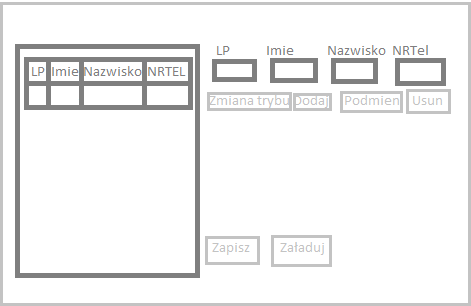 LP Imie Nazwisko NRTel
LP Imie Nazwisko NRTEL
Zmiana trybu Dodaj Podmien Usun
Zapisz Załaduj